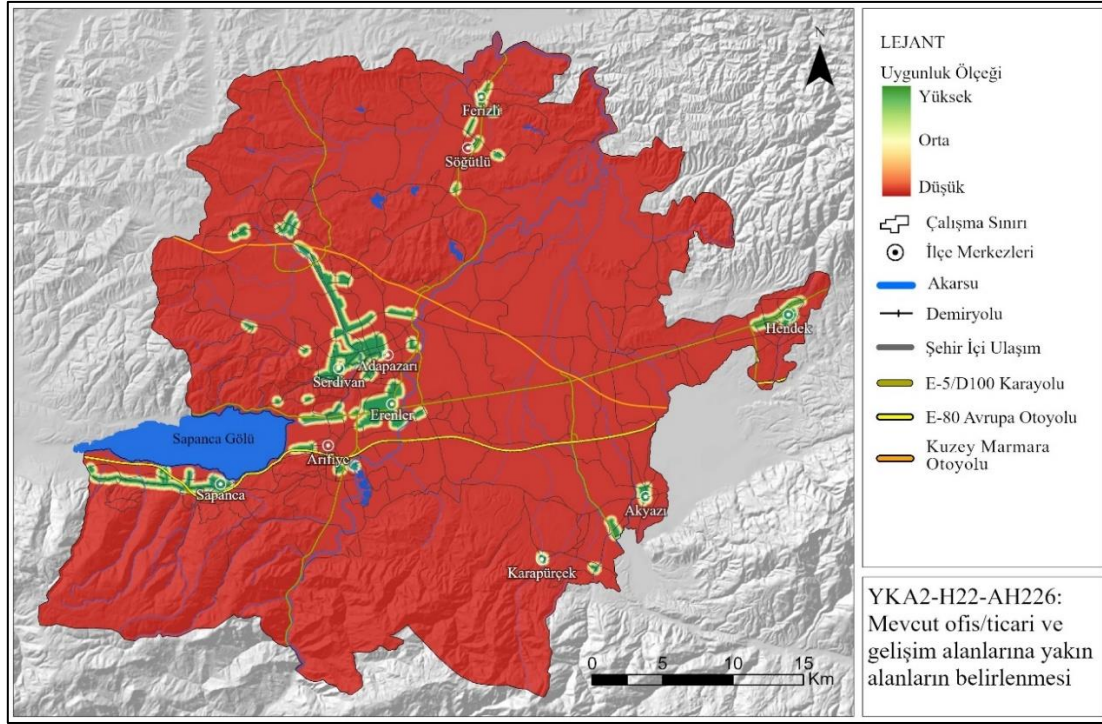 N
Ferizli
Söğütlü
Hendek
Adapazarı
Serdivan
Erenler
Sapanca Gölü
Arifiye
Sapanca
Akyazı
Karapürçek
0 5 10 15
Km
LEJANT
Uygunluk Ölçeği
Yüksek
Orta
Düşük
Çalışma Sınırı
İlçe Merkezleri
Akarsu
Demiryolu
Şehir İçi Ulaşım
E-5/D100 Karayolu
E-80 Avrupa Otoyolu
Kuzey Marmara
Otoyolu
YKA2-H22-AH226:
Mevcut ofis/ticari ve
gelişim alanlarına yakın
alanların belirlenmesi